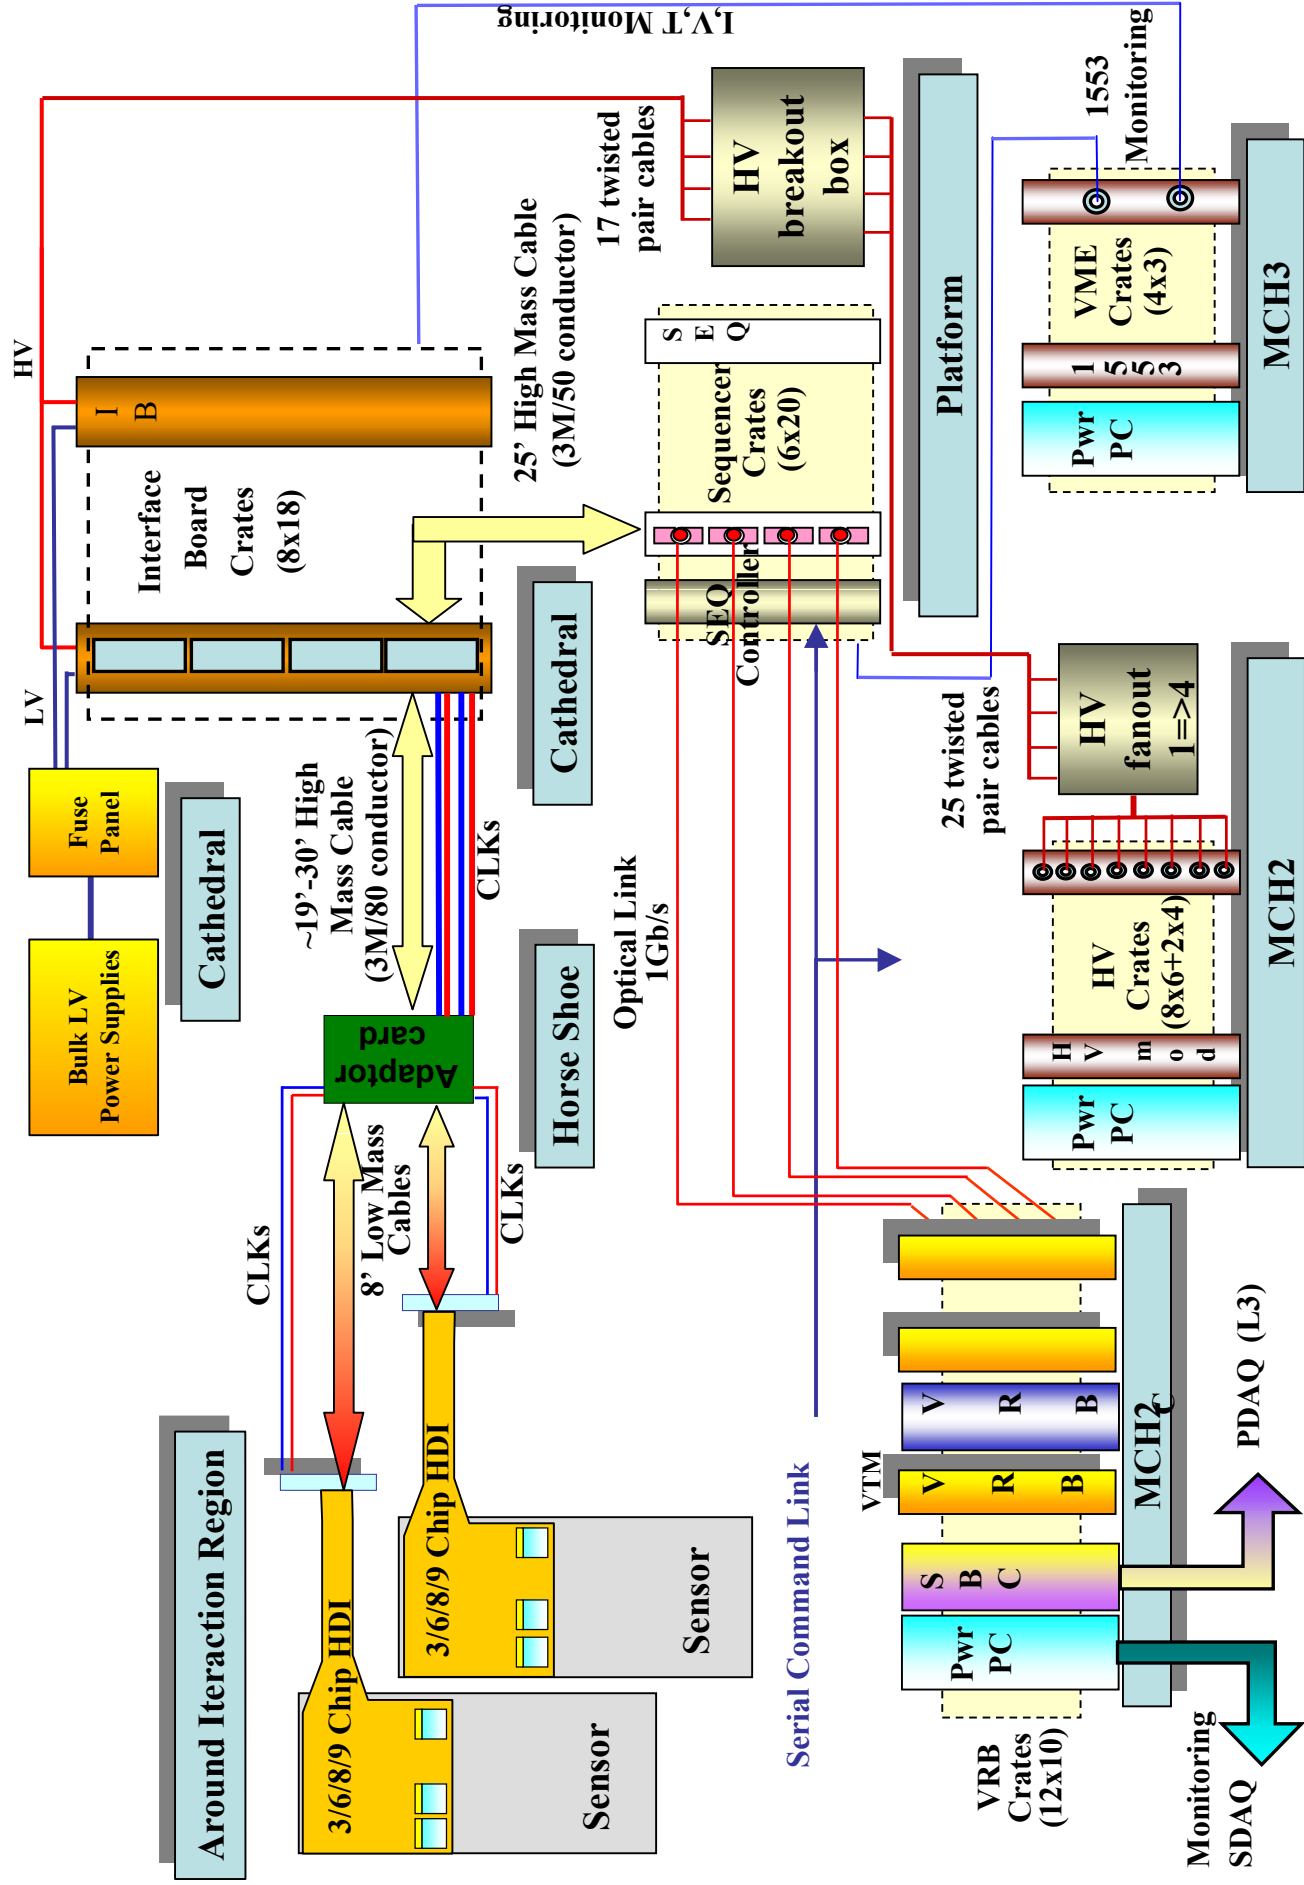 Around Iteraction Region
3/6/8/9 Chip HDI
Sensor
3/6/8/9 Chip HDI
Sensor
CLKs
8’ Low Mass
Cables
CLKs
Adaptor
card
Horse Shoe
Bulk LV
Power Supplies
Fuse
Panel
Cathedral
LV
HV
~19’-30’ High
Mass Cable
(3M/80 conductor)
CLKs
Cathedral
Interface
Board
Crates
(8x18)
I
B
I,V,T Monitoring
25’ High Mass Cable
(3M/50 conductor)
17 twisted
pair cables
HV
breakout
box
Optical Link
1Gb/s
SEQ
Controller
Sequencer
Crates
(6x20)
S
E
Q
Platform
Serial Command Link
VRB
Crates
(12x10)
Pwr
PC
S
B
C
VTM
V
R
B
V
R
B
MCH2
C
Monitoring
SDAQ
PDAQ (L3)
25 twisted
pair cables
HV
fanout
1=>4
Pwr
PC
H
V
m
o
d
HV
Crates
(8x6+2x4)
MCH2
Pwr
PC
1
5
5
3
VME
Crates
(4x3)
1553
Monitoring
MCH3